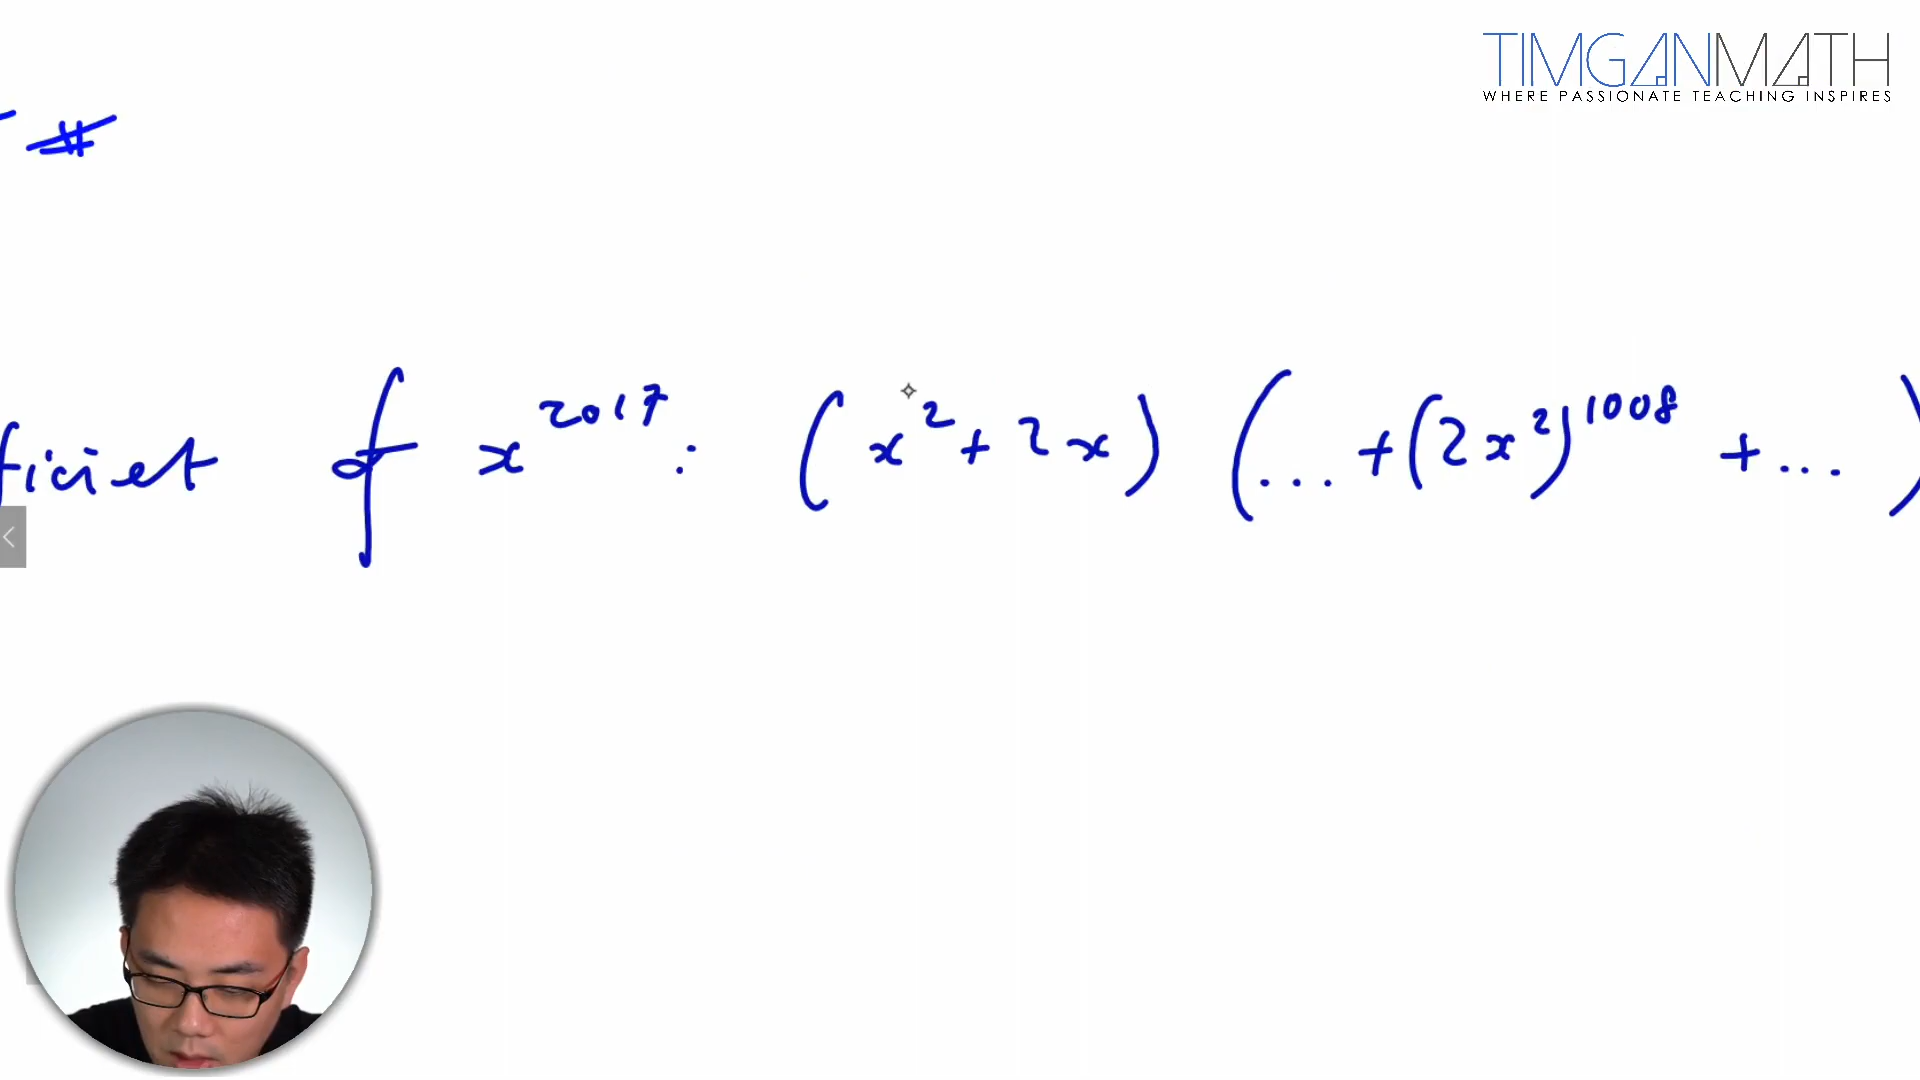 TIMGANMATH
WHERE PASSIONATE TEACHING INSPIRES
ficiet of x^2017 : (x^2 + 2x) (... + (2x^2)^1008 + ...)